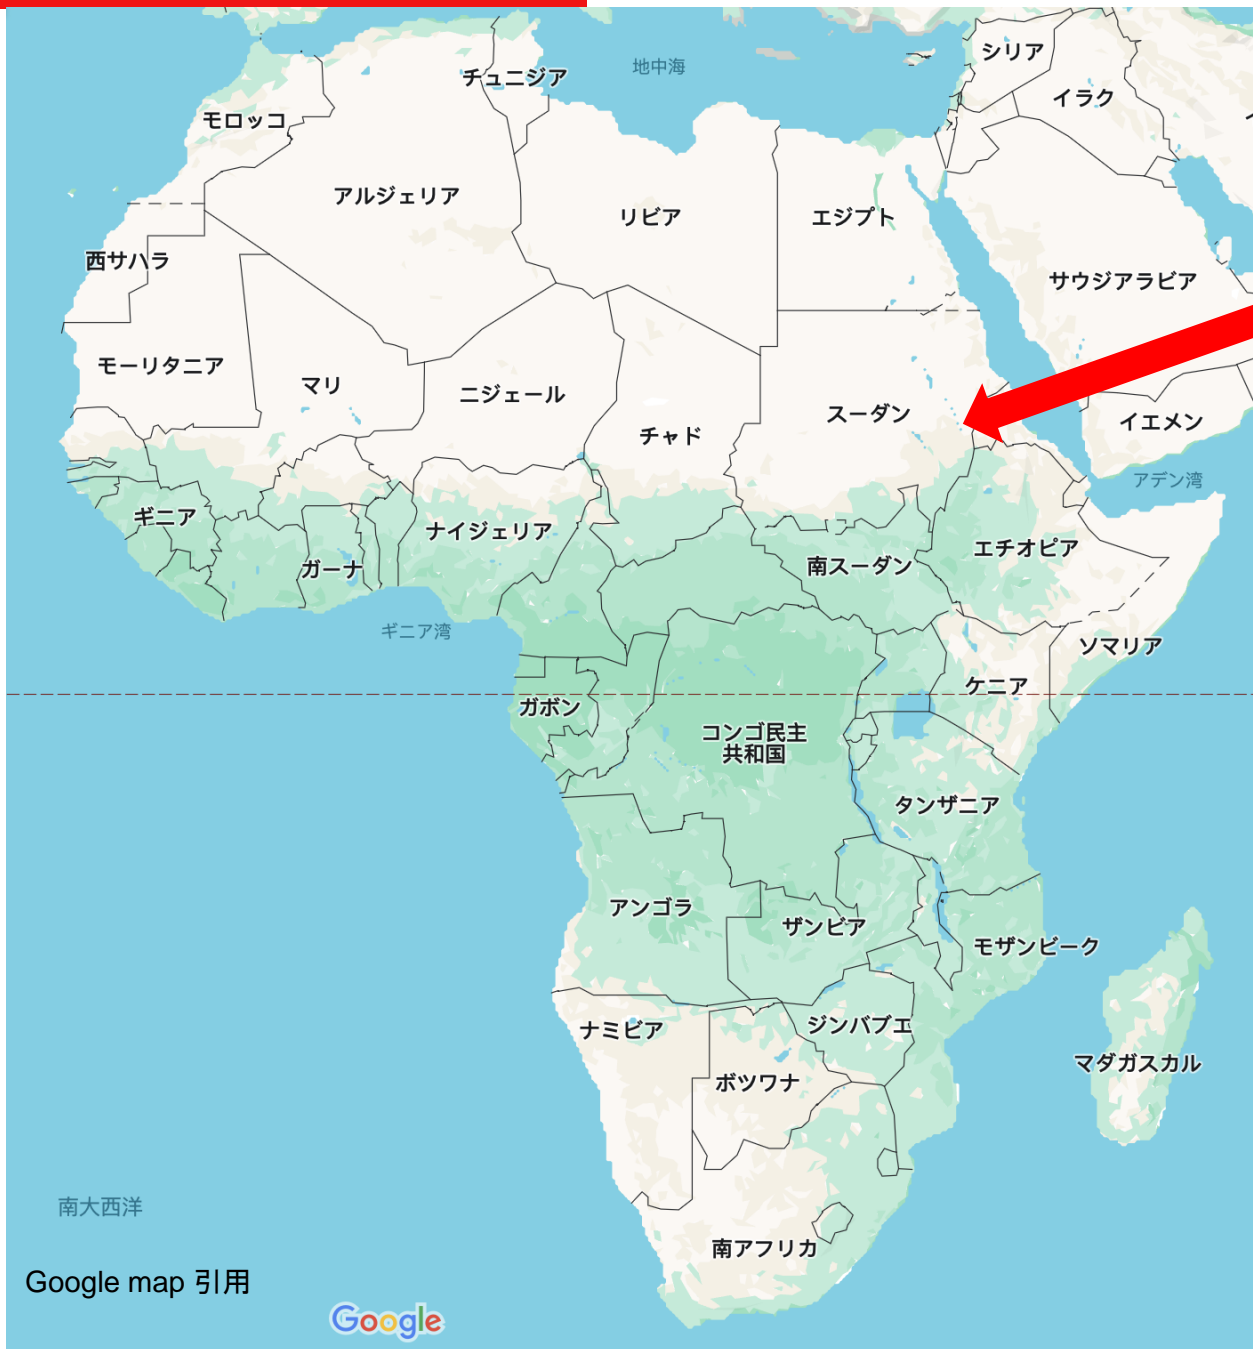 シリア
地中海
チュニジア
イラク
モロッコ
アルジェリア
リビア
エジプト
西サハラ
サウジアラビア
モーリタニア
マリ
ニジェール
チャド
スーダン
イエメン
アデン湾
ギニア
ナイジェリア
ガーナ
南スーダン
エチオピア
ギニア湾
ソマリア
ケニア
ガボン
コンゴ民主
共和国
タンザニア
アンゴラ
ザンビア
モザンビーク
ナミビア
ジンバブエ
マダガスカル
ボツワナ
南大西洋
南アフリカ
Google map 引用
Google